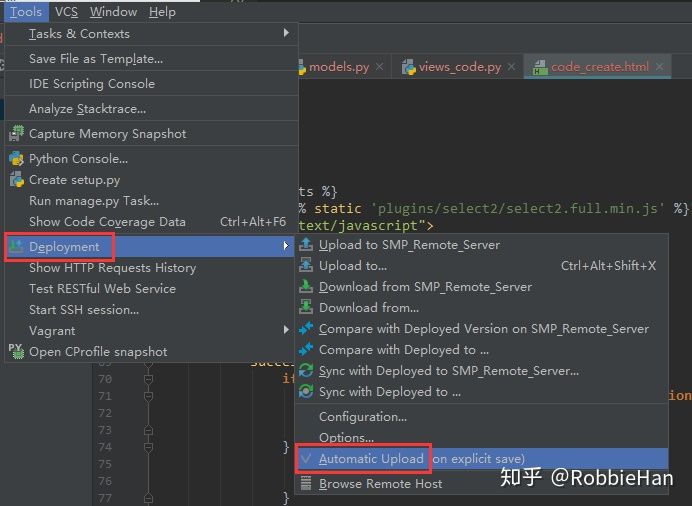 Tools VCS Window Help
Tasks & Contexts
Save File as Template...
IDE Scripting Console
Analyze Stacktrace...
Capture Memory Snapshot
Python Console...
Create setup.py
Run manage.py Task...
Show Code Coverage Data Ctrl+Alt+F6
Deployment
Show HTTP Requests History
Test RESTful Web Service
Start SSH session...
Vagrant
Open CProfile snapshot
models.py views_code.py code_create.html
ts %}
% static 'plugins/select2/select2.full.min.js' %}
text/javascript">
Upload to SMP_Remote_Server
Upload to... Ctrl+Alt+Shift+X
Download from SMP_Remote_Server
Download from...
Compare with Deployed Version on SMP_Remote_Server
Compare with Deployed to ...
Sync with Deployed to SMP_Remote_Server...
Sync with Deployed to ...
Configuration...
Options...
Automatic Upload (on explicit save)
Browse Remote Host
70 i
71 ion
72
73
74 }
75
76
77 }
知乎 @RobbieHan